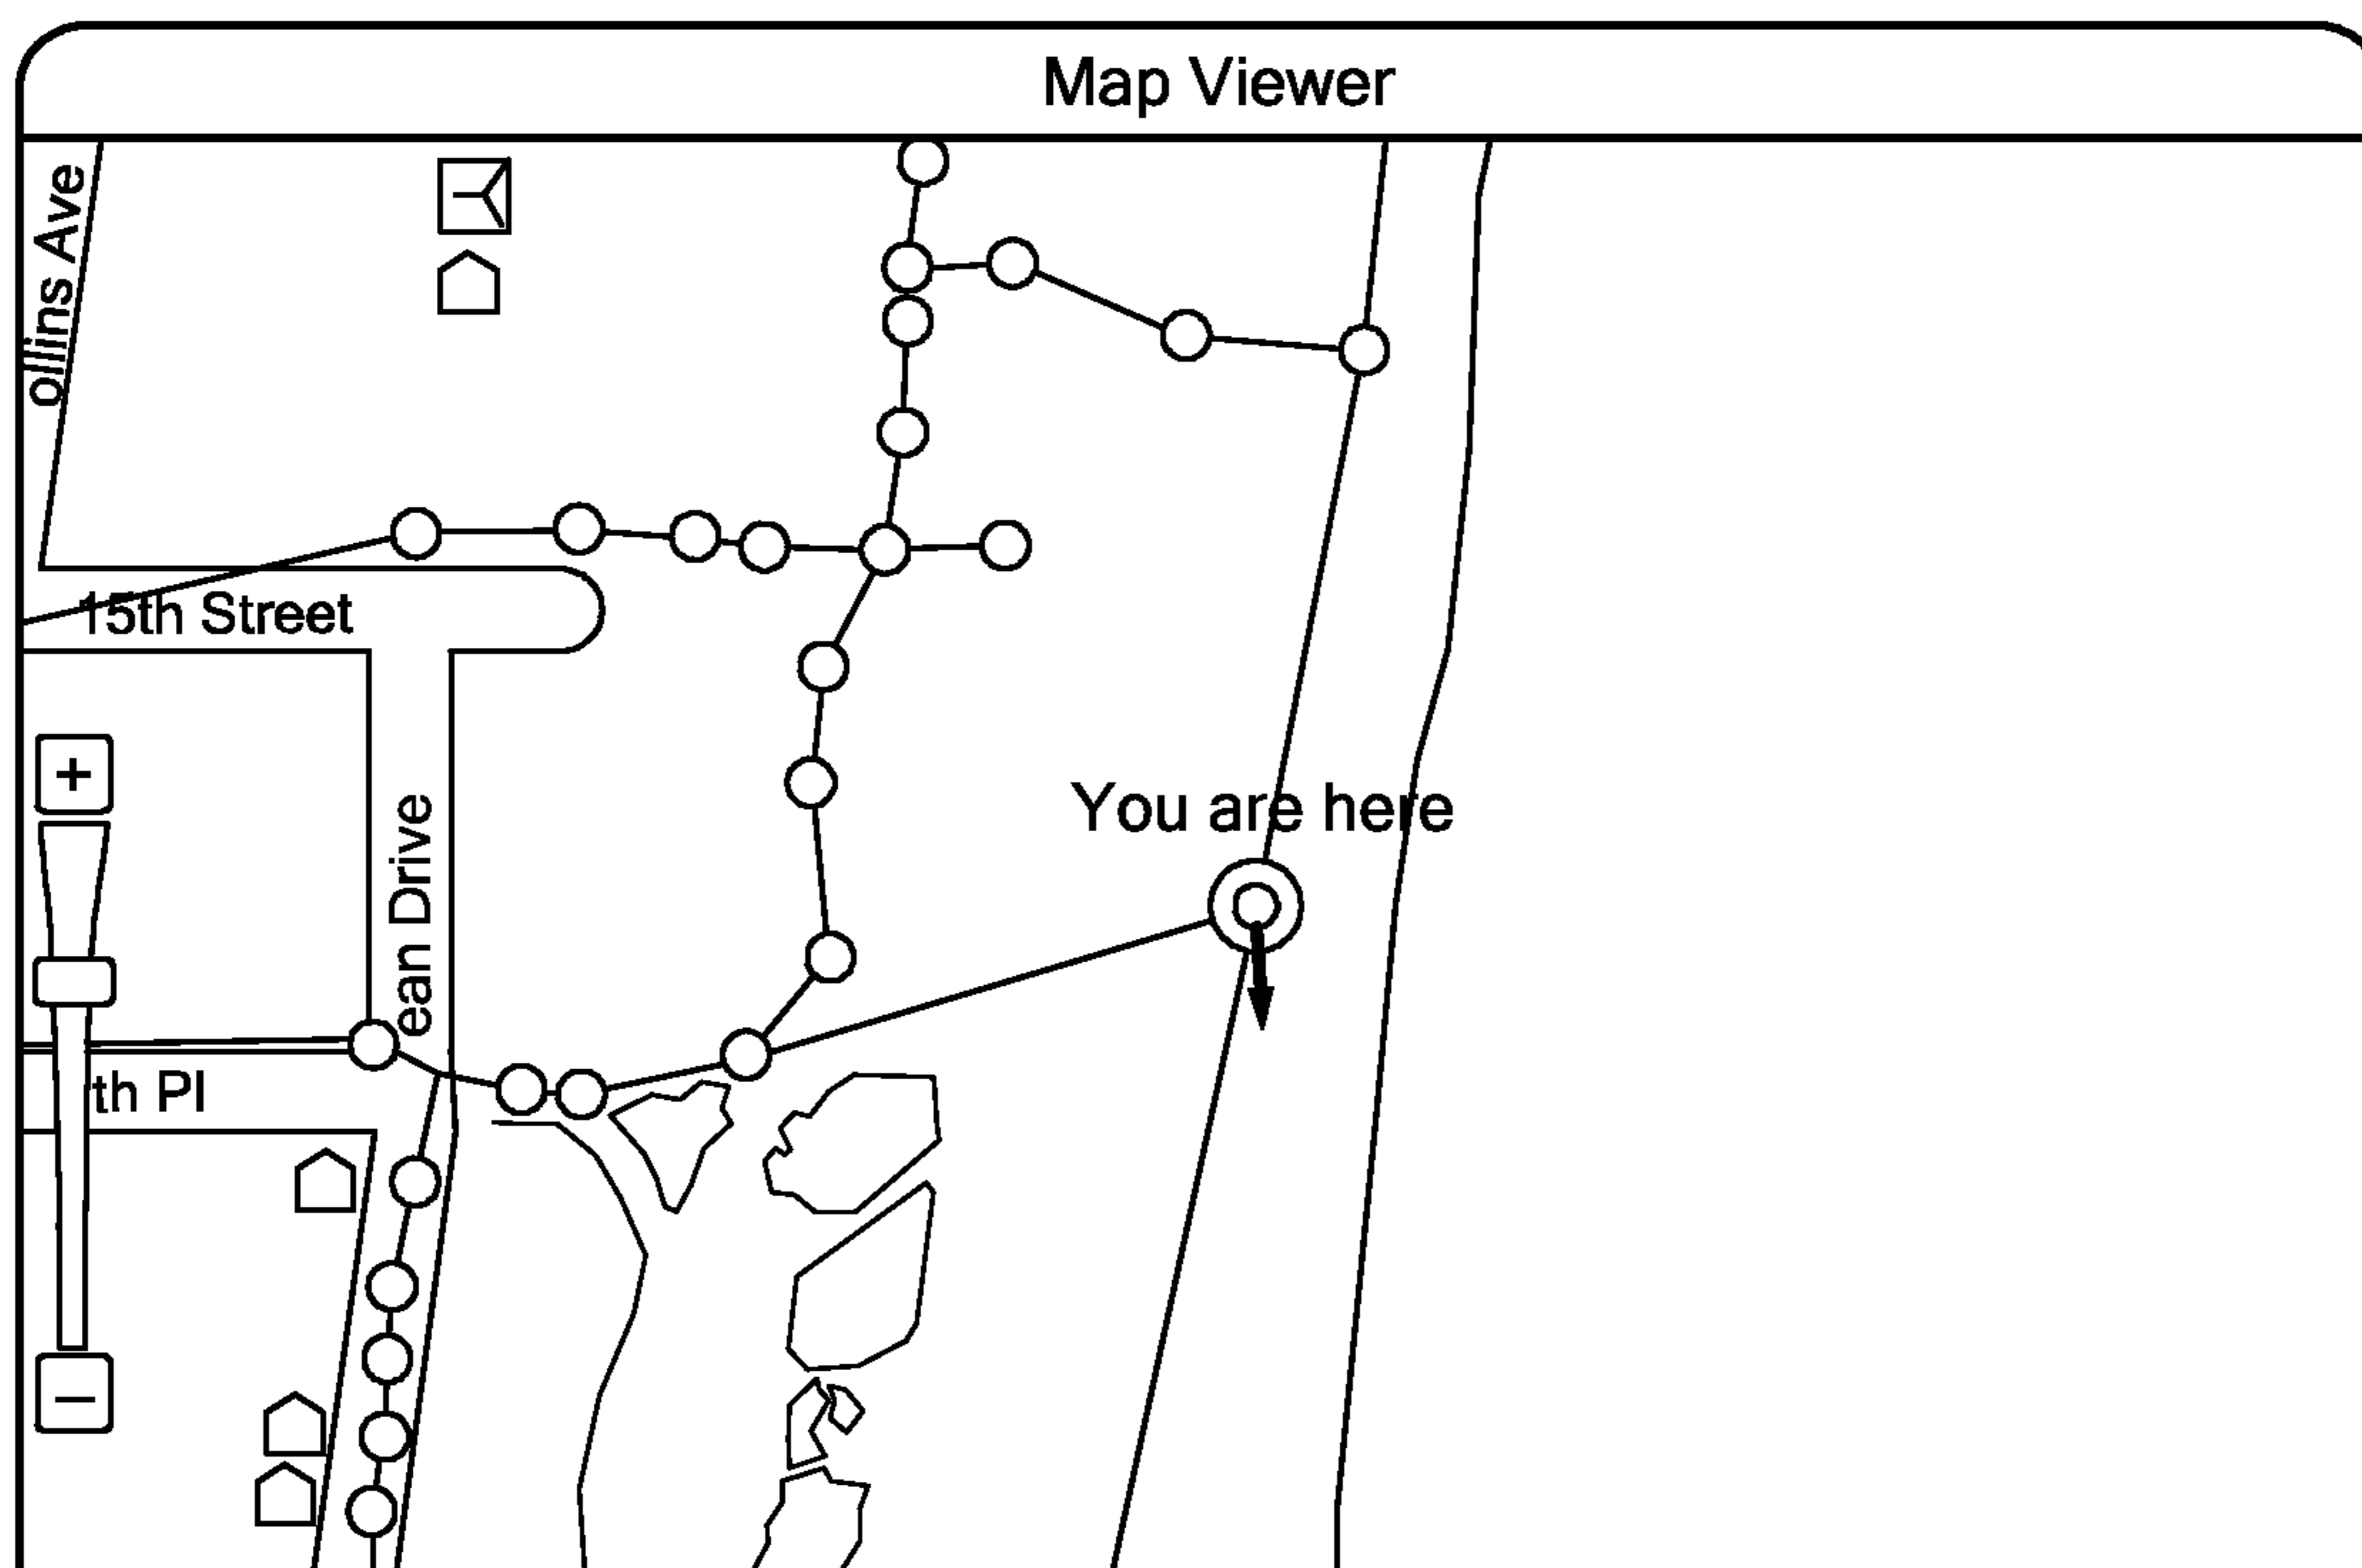 Map Viewer
ollins Ave
15th Street
+
You are here
ean Drive
th Pl
−